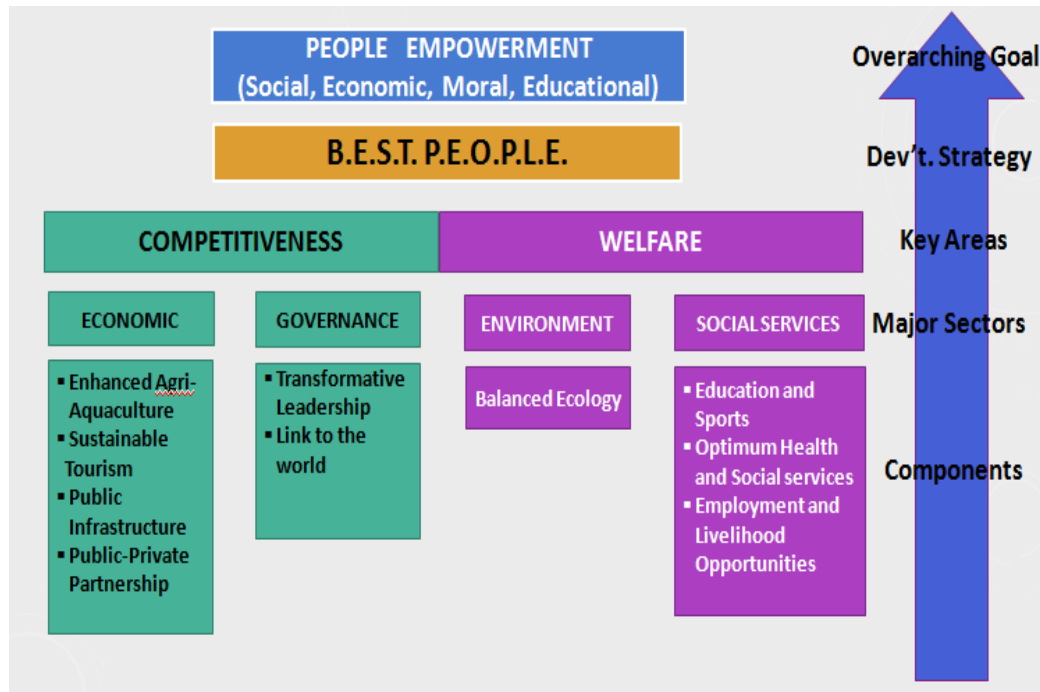 PEOPLE EMPOWERMENT
(Social, Economic, Moral, Educational)
Overarching Goal
B.E.S.T. P.E.O.P.L.E.
Dev't. Strategy
COMPETITIVENESS
WELFARE
Key Areas
ECONOMIC
GOVERNANCE
ENVIRONMENT
SOCIAL SERVICES
Major Sectors
▪ Enhanced Agri-
Aquaculture
▪ Sustainable
Tourism
▪ Public
Infrastructure
▪ Public-Private
Partnership
▪ Transformative
Leadership
▪ Link to the
world
Balanced Ecology
▪ Education and
Sports
▪ Optimum Health
and Social services
▪ Employment and
Livelihood
Opportunities
Components